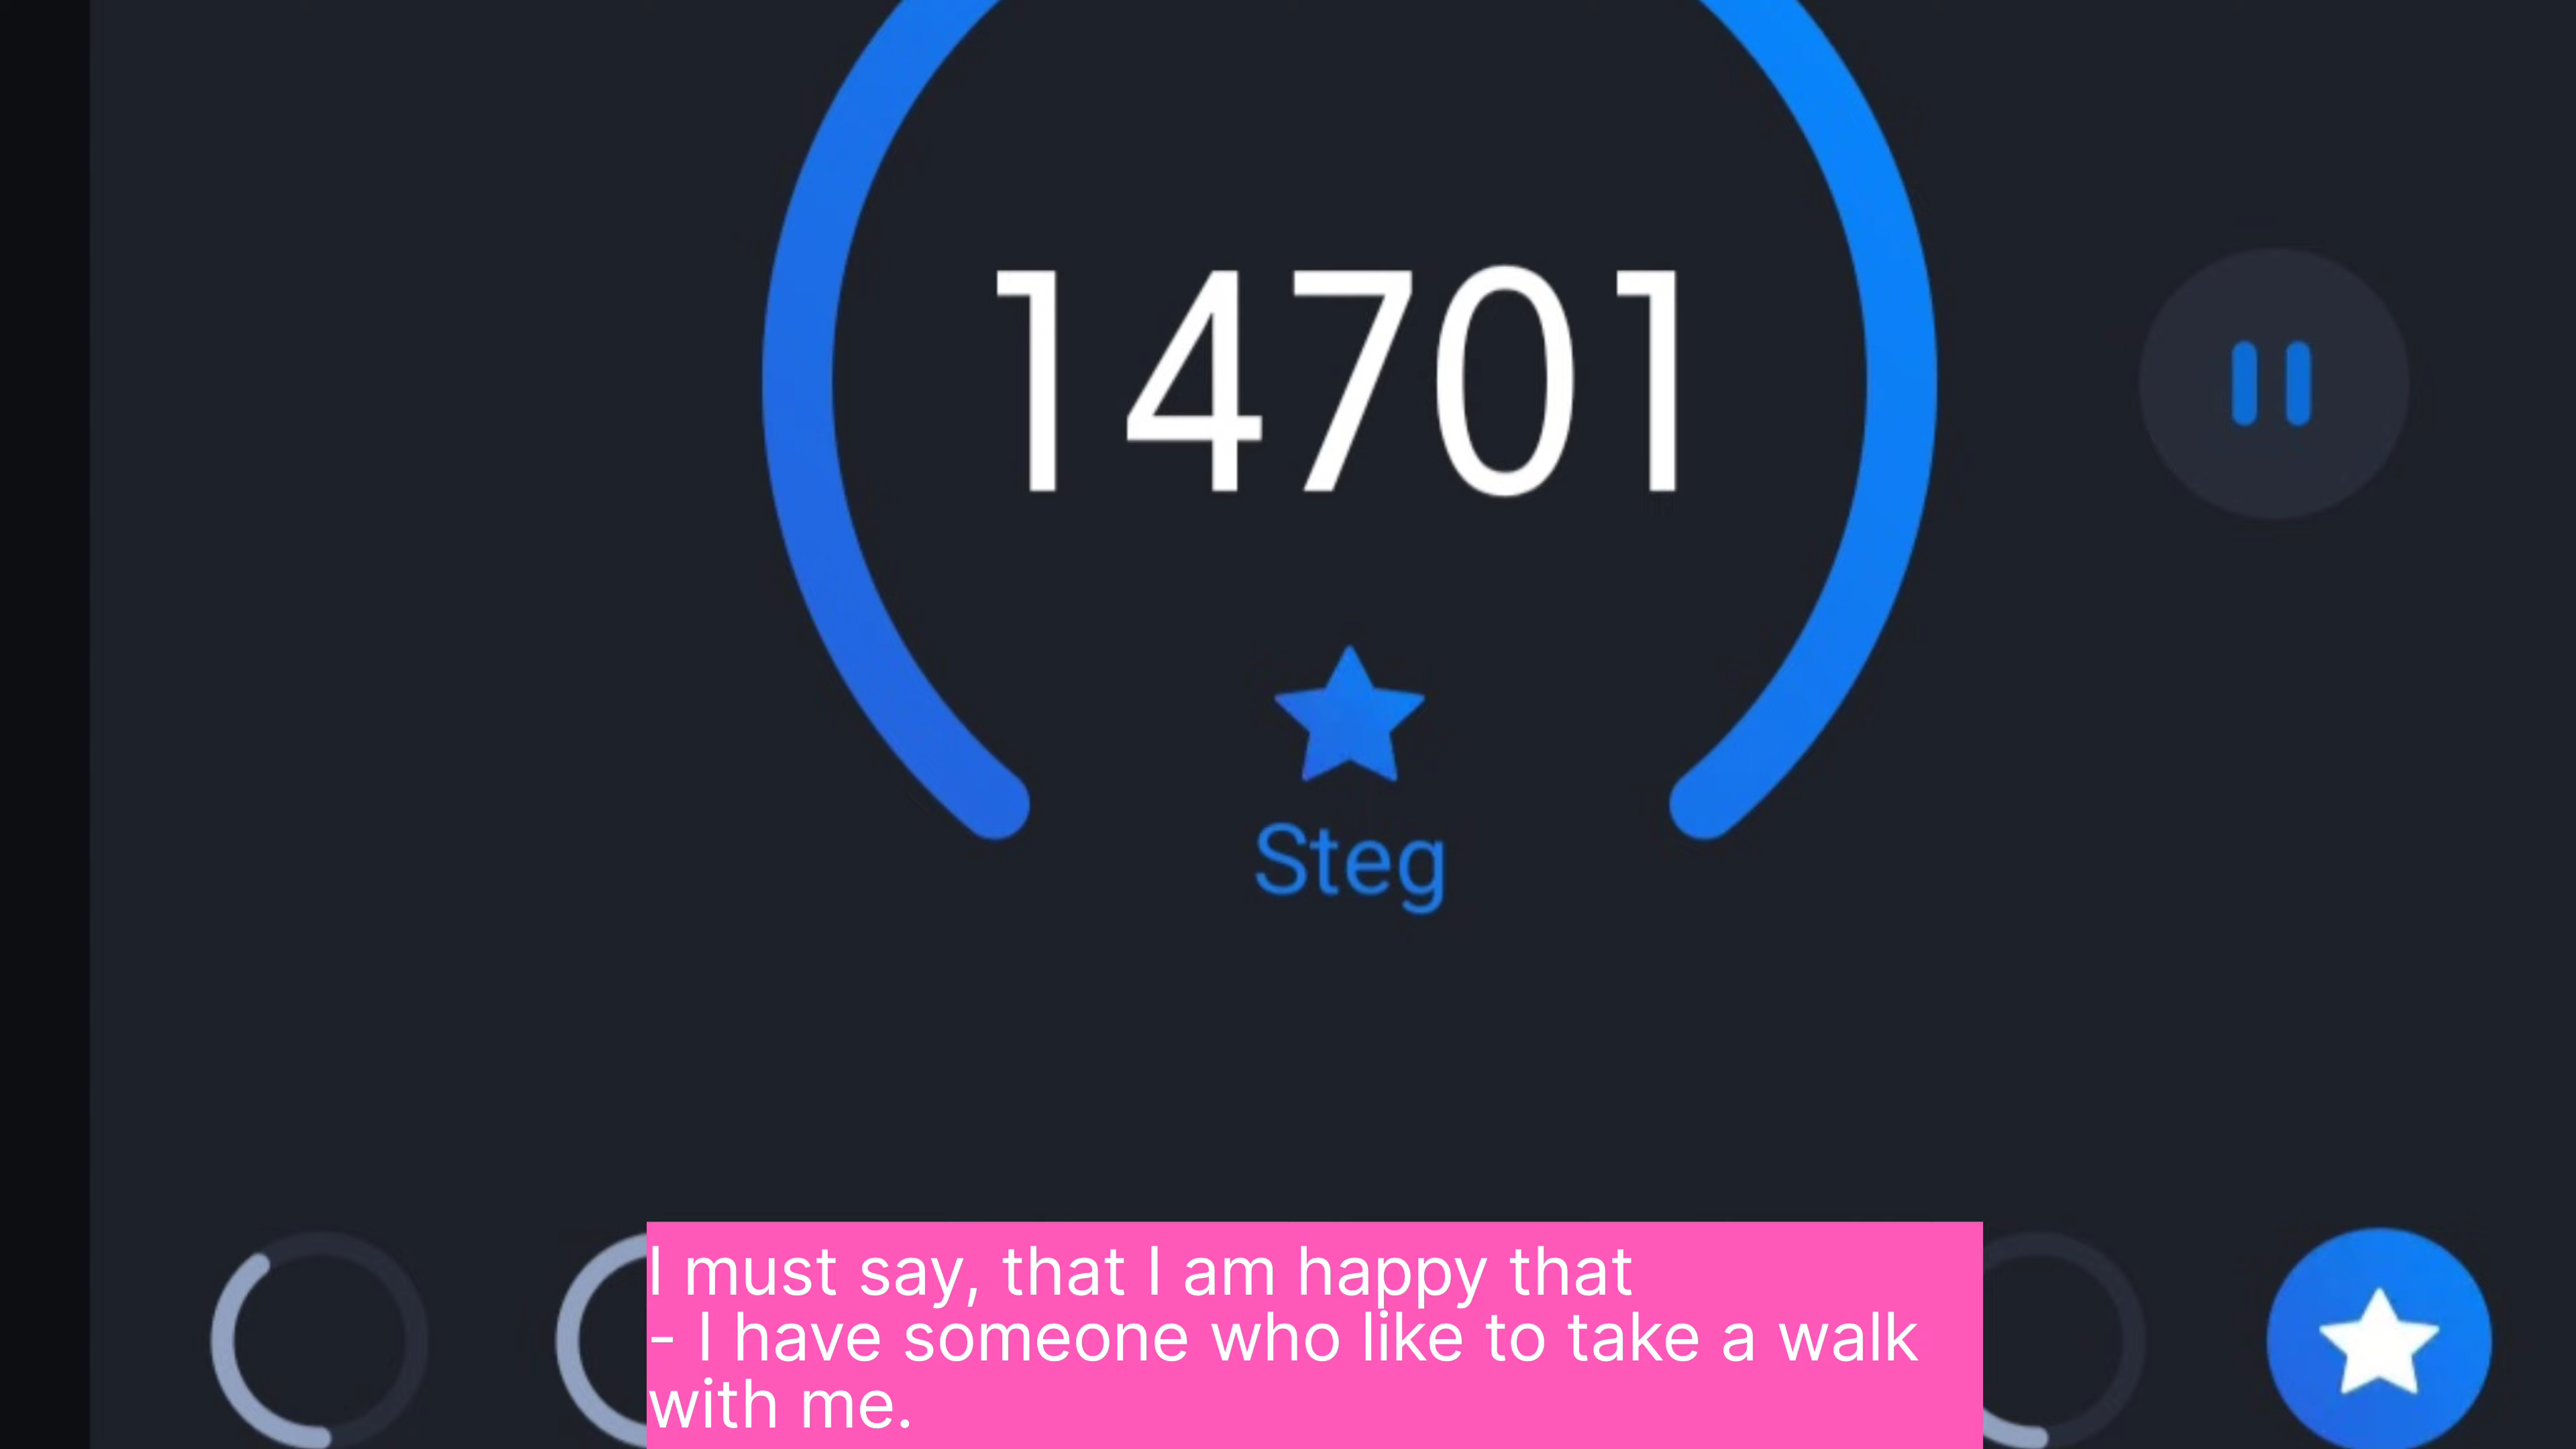 14701
Steg
I must say, that I am happy that
- I have someone who like to take a walk
with me.